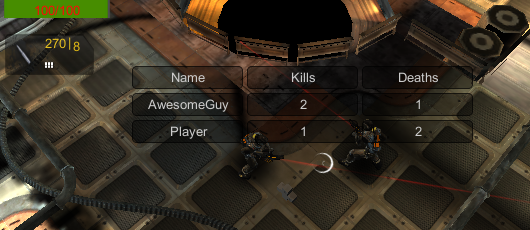 100/100
270|8
Name Kills Deaths
AwesomeGuy 2 1
Player 1 2